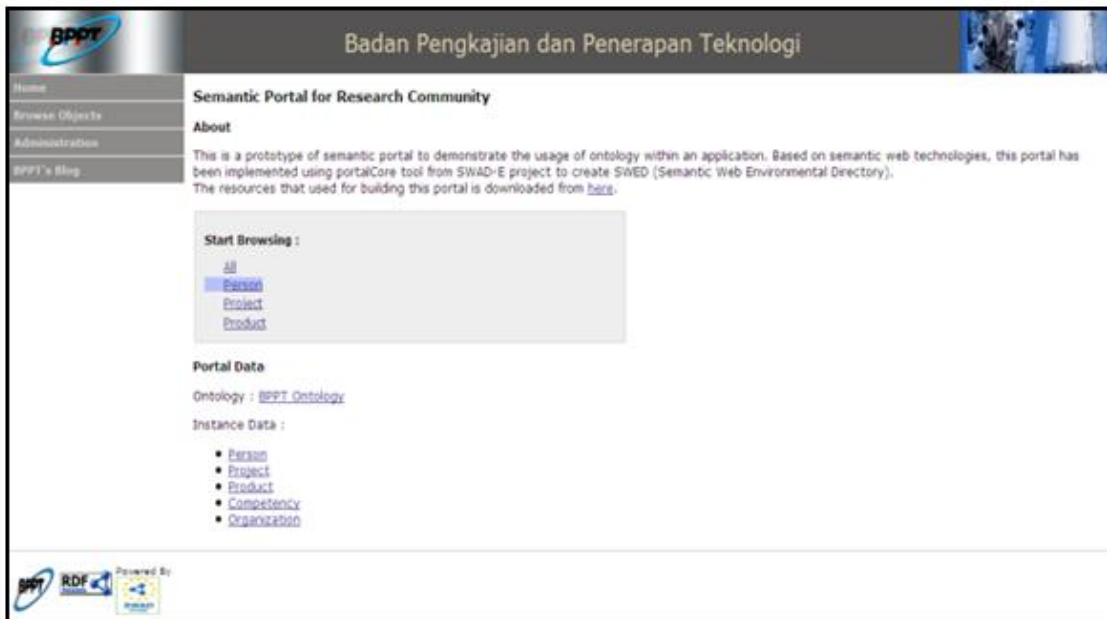 BPPT
Badan Pengkajian dan Penerapan Teknologi
Home
Browse Objects
Administration
BPPT's Blog
Semantic Portal for Research Community
About
This is a prototype of semantic portal to demonstrate the usage of ontology within an application. Based on semantic web technologies, this portal has
been implemented using portalCore tool from SWAD-E project to create SWED (Semantic Web Environmental Directory).
The resources that used for building this portal is downloaded from here.
Start Browsing :
All
Person
Project
Product
Portal Data
Ontology : BPPT Ontology
Instance Data :
• Person
• Project
• Product
• Competency
• Organization
BPPT
RDF
Powered By